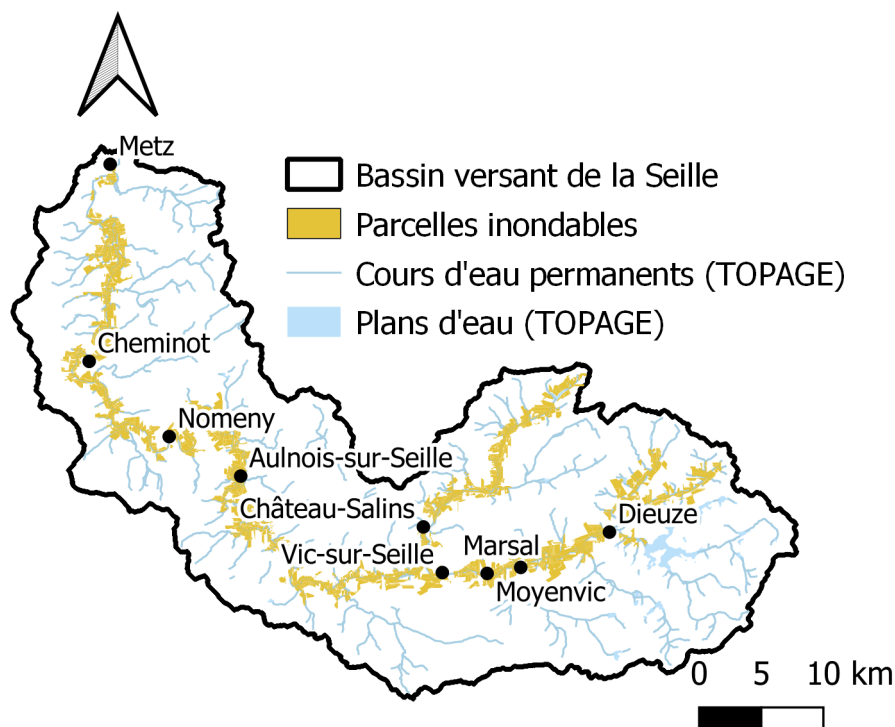 Metz
Bassin versant de la Seille
Parcelles inondables
Cours d'eau permanents (TOPAGE)
Plans d'eau (TOPAGE)
Cheminot
Nomeny
Aulnois-sur-Seille
Château-Salins
Dieuze
Vic-sur-Seille
Marsal
Moyenvic
0 5 10 km